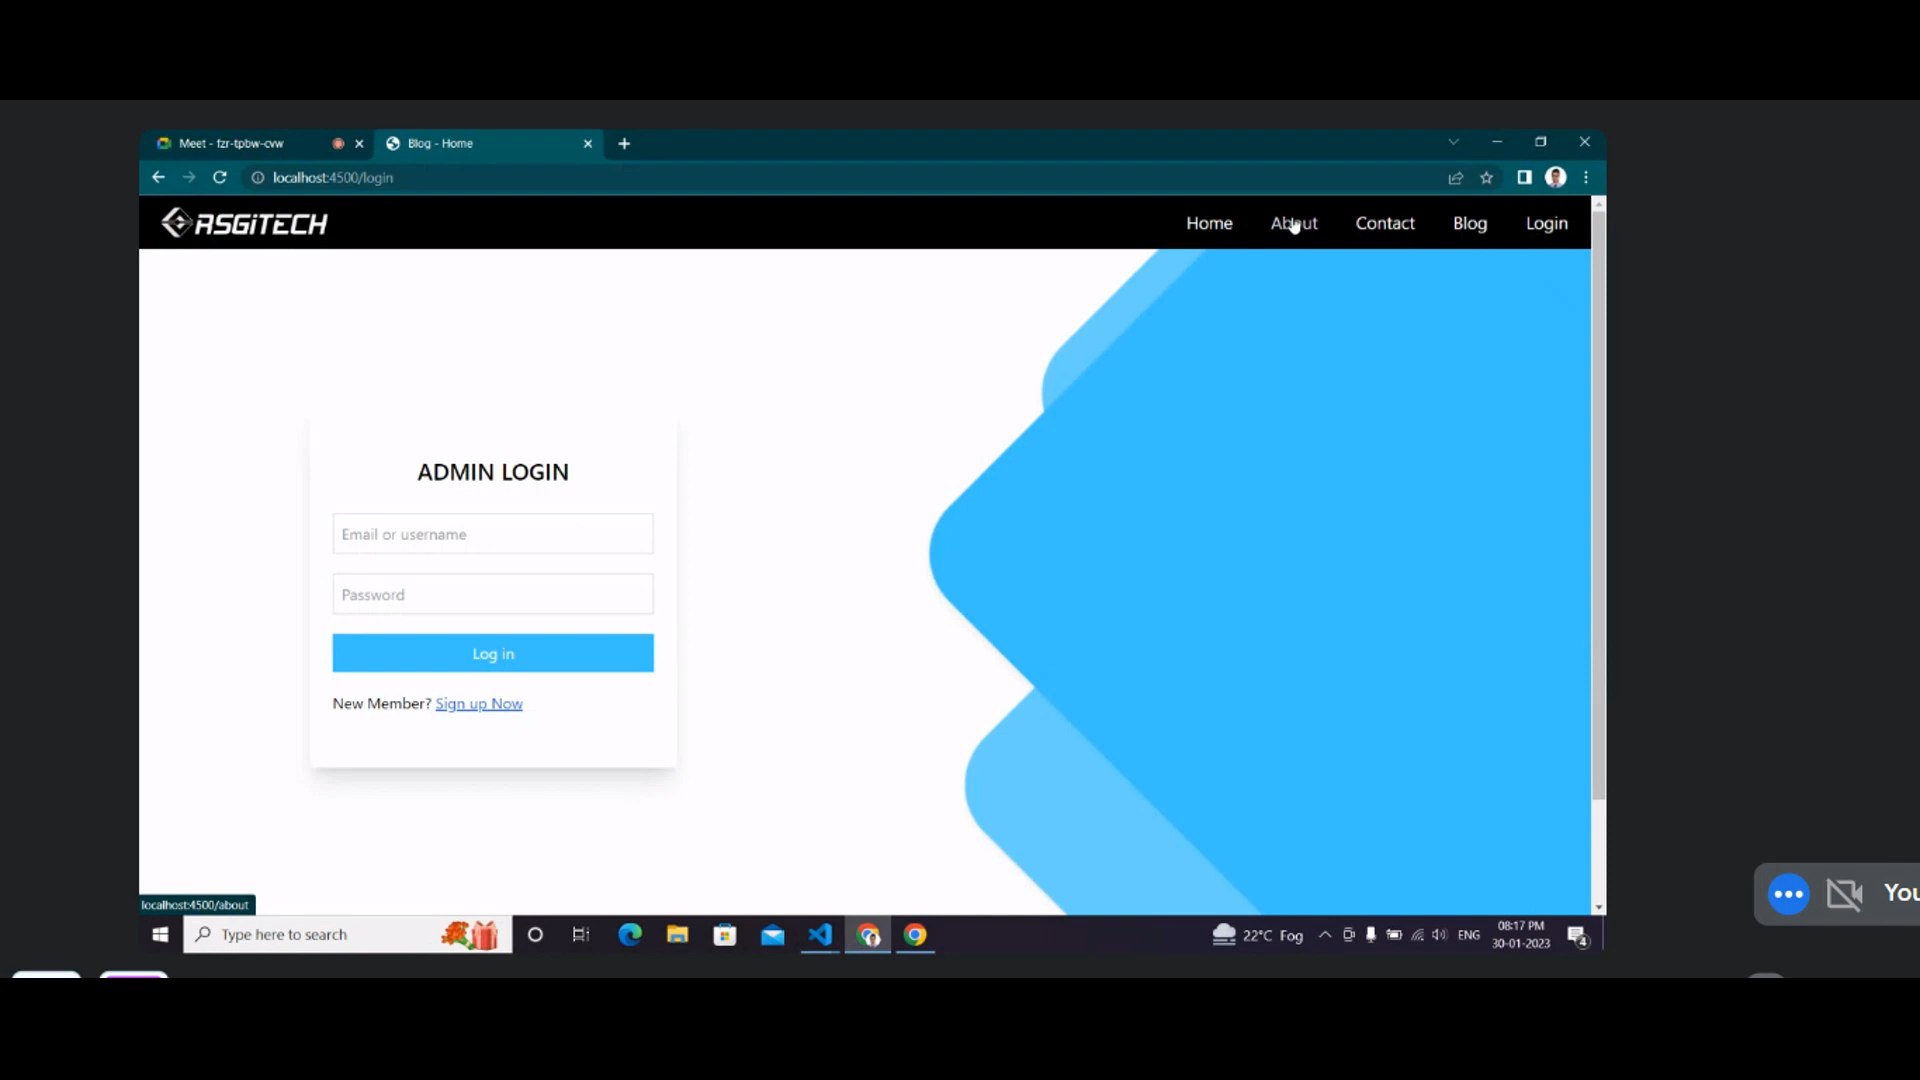 Meet - fzr-tpbw-cvw
Blog - Home
localhost:4500/login
ASGiTECH
Home
About
Contact
Blog
Login
ADMIN LOGIN
Email or username
Password
Log in
New Member? Sign up Now
localhost:4500/about
Type here to search
22°C Fog
ENG
08:17 PM
30-01-2023
4
You